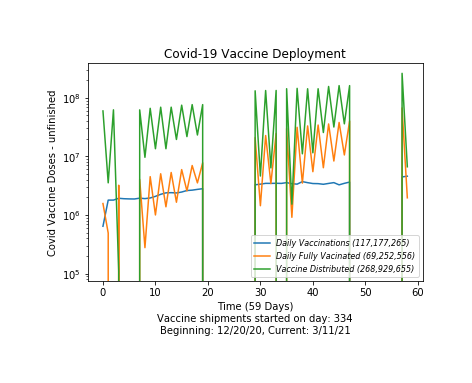 Covid-19 Vaccine Deployment
Covid Vaccine Doses - unfinished
10⁸
10⁷
10⁶
10⁵
0 10 20 30 40 50 60
Daily Vaccinations (117,177,265)
Daily Fully Vacinated (69,252,556)
Vaccine Distributed (268,929,655)
Time (59 Days)
Vaccine shipments started on day: 334
Beginning: 12/20/20, Current: 3/11/21